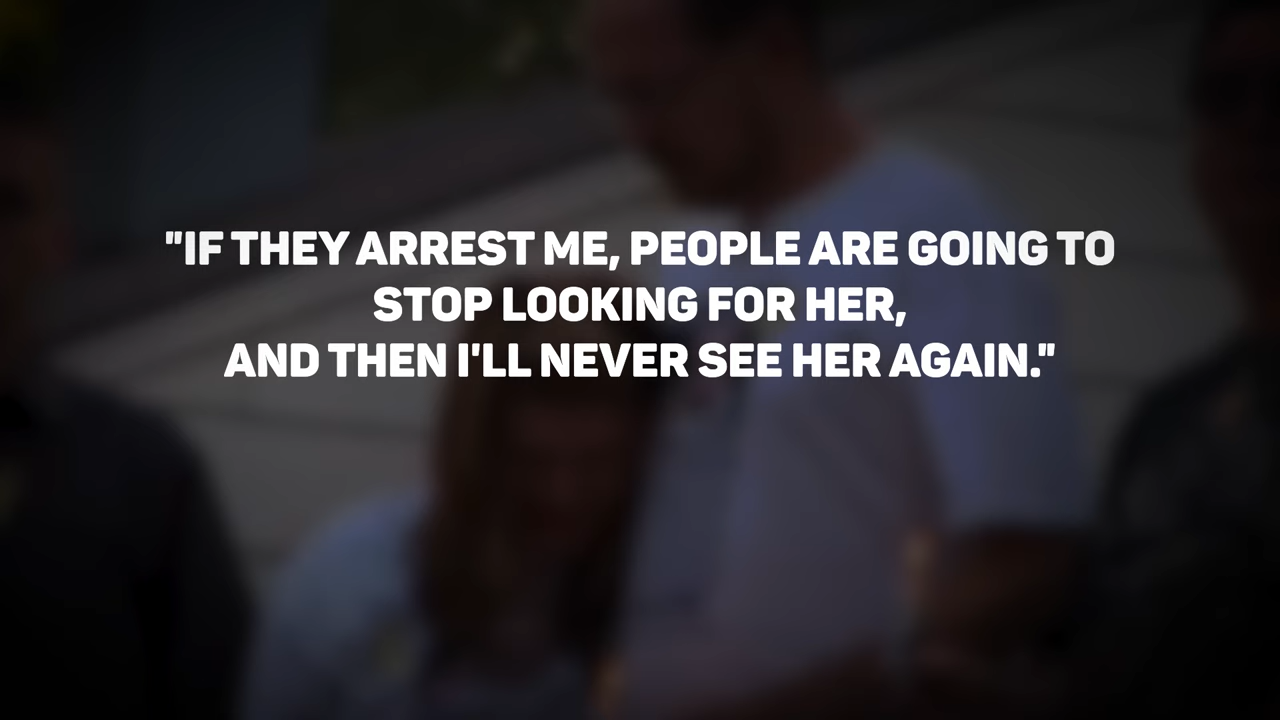 "IF THEY ARREST ME, PEOPLE ARE GOING TO
STOP LOOKING FOR HER,
AND THEN I'LL NEVER SEE HER AGAIN."